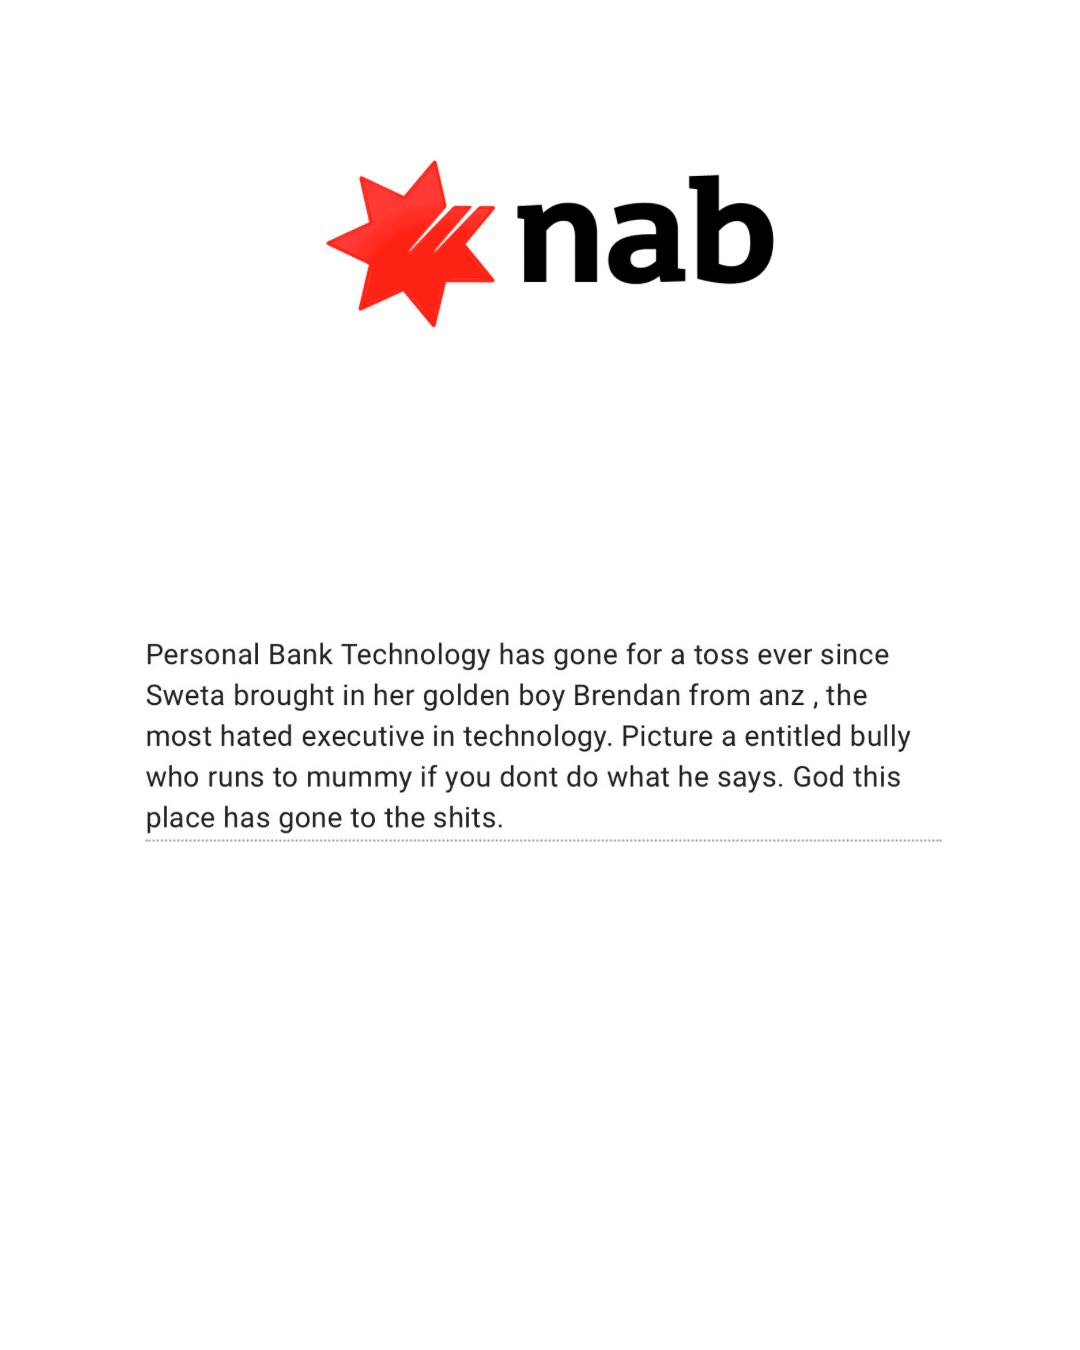 nab
Personal Bank Technology has gone for a toss ever since
Sweta brought in her golden boy Brendan from anz , the
most hated executive in technology. Picture a entitled bully
who runs to mummy if you dont do what he says. God this
place has gone to the shits.